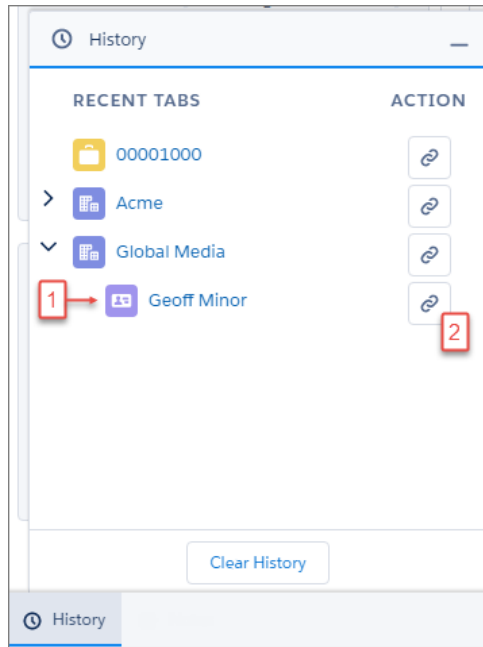 History
RECENT TABS ACTION
00001000
Acme
Global Media
1 Geoff Minor
2
Clear History
History